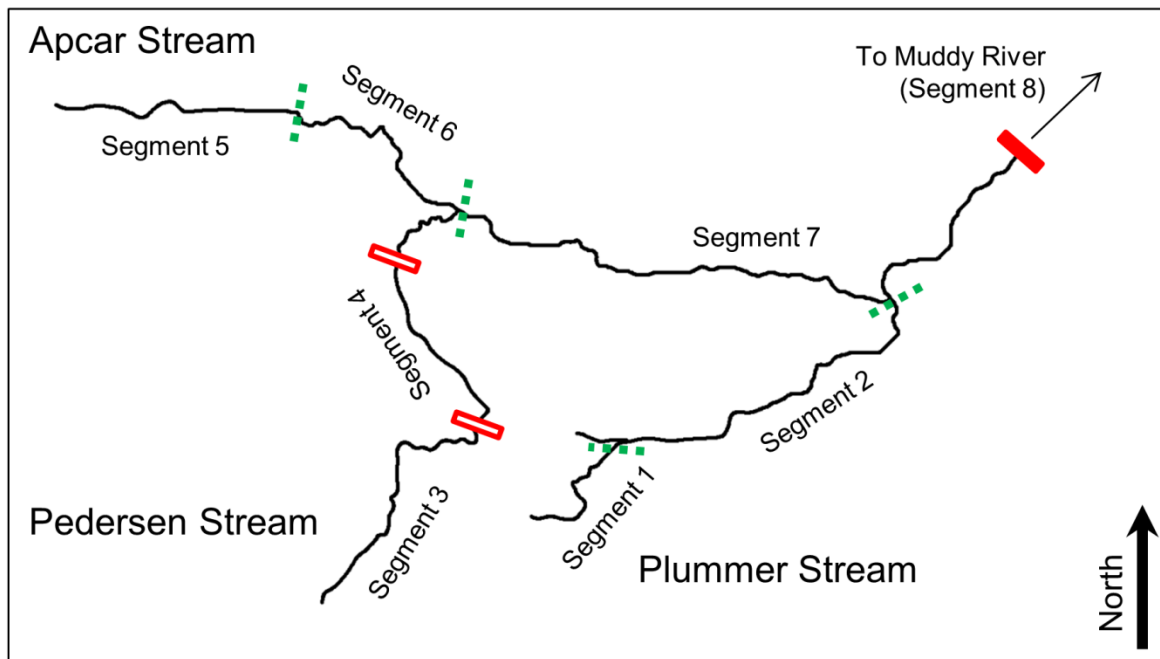 Apcar Stream
To Muddy River
(Segment 8)
Segment 6
Segment 5
Segment 7
Segment 4
Segment 2
Segment 3
Segment 1
Pedersen Stream
Plummer Stream
North